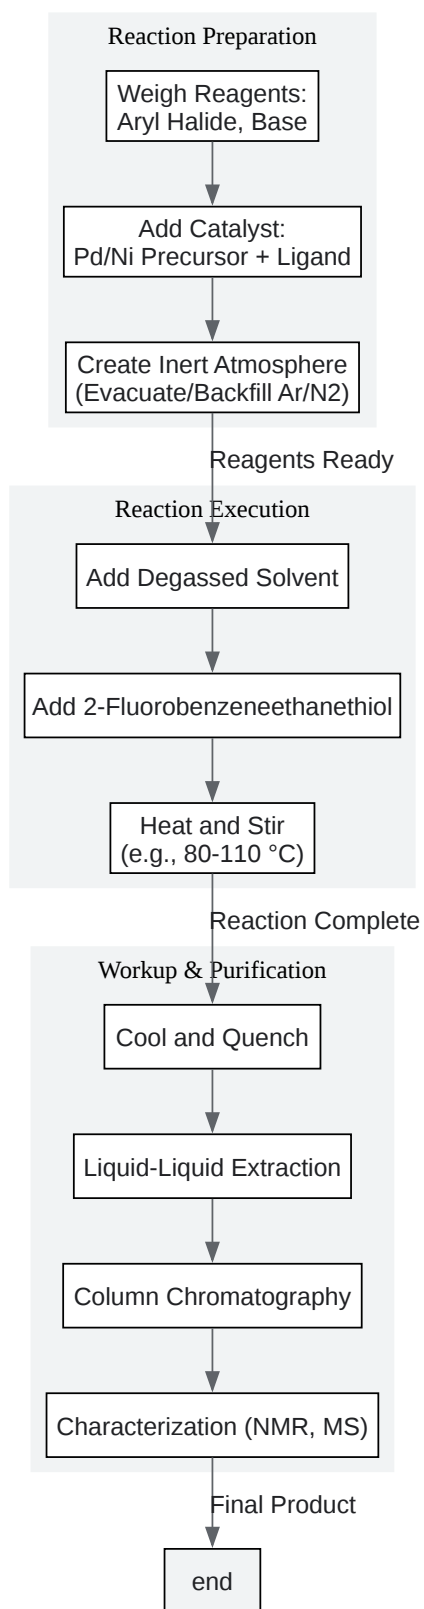 Reaction Preparation
Weigh Reagents:
Aryl Halide, Base
Add Catalyst:
Pd/Ni Precursor + Ligand
Create Inert Atmosphere
(Evacuate/Backfill Ar/N2)
Reagents Ready
Reaction Execution
Add Degassed Solvent
Add 2-Fluorobenzeneethanethiol
Heat and Stir
(e.g., 80-110 °C)
Reaction Complete
Workup & Purification
Cool and Quench
Liquid-Liquid Extraction
Column Chromatography
Characterization (NMR, MS)
Final Product
end